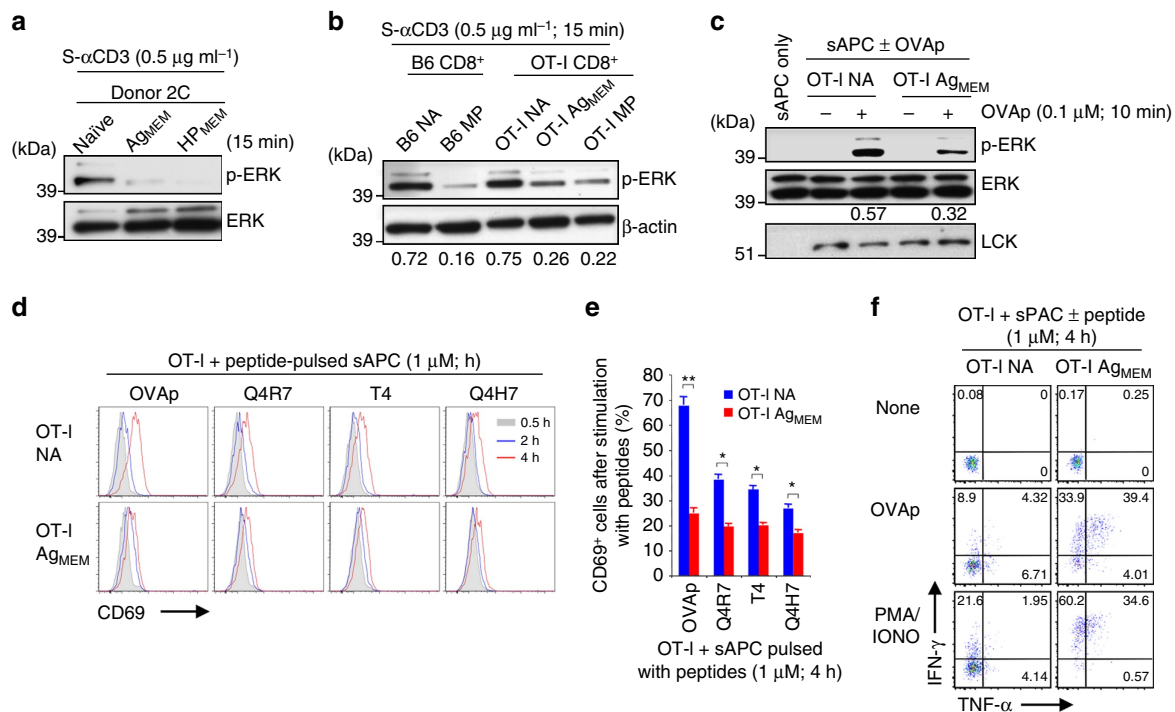 a
S-αCD3 (0.5 μg ml⁻¹)
Donor 2C
Naïve
Ag_MEM
HP_MEM
(15 min)
(kDa)
39
p-ERK
39
ERK
b
S-αCD3 (0.5 μg ml⁻¹; 15 min)
B6 CD8⁺ OT-I CD8⁺
B6 NA
B6 MP
OT-I NA
OT-I Ag_MEM
OT-I MP
(kDa)
39
p-ERK
39
β-actin
0.72 0.16 0.75 0.26 0.22
c
sAPC only
sAPC ± OVAp
OT-I NA OT-I Ag_MEM
− + − + OVAp (0.1 μM; 10 min)
(kDa)
39
p-ERK
39
ERK
0.57 0.32
51
LCK
d
OT-I + peptide-pulsed sAPC (1 μM; h)
OVAp Q4R7 T4 Q4H7
OT-I
NA
0.5 h
2 h
4 h
OT-I
Ag_MEM
CD69
e
CD69⁺ cells after stimulation
with peptides (%)
80
70
60
50
40
30
20
10
0
OT-I NA
OT-I Ag_MEM
** * * *
OVAp
Q4R7
T4
Q4H7
OT-I + sAPC pulsed
with peptides (1 μM; 4 h)
f
OT-I + sPAC ± peptide
(1 μM; 4 h)
OT-I NA OT-I Ag_MEM
None
0.08 0 0.17 0.25
0 0
OVAp
8.9 4.32 33.9 39.4
6.71 4.01
PMA/
IONO
21.6 1.95 60.2 34.6
4.14 0.57
IFN-γ
TNF-α